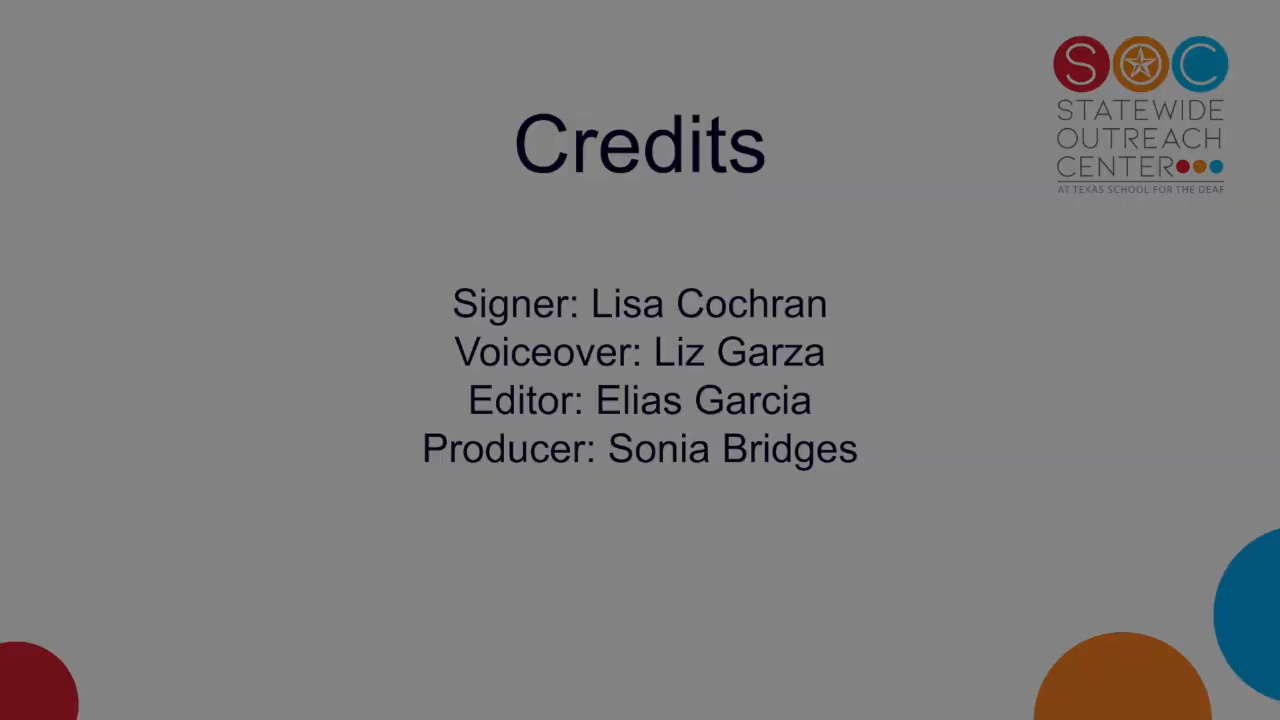 Credits
Signer: Lisa Cochran
Voiceover: Liz Garza
Editor: Elias Garcia
Producer: Sonia Bridges
SOC
STATEWIDE
OUTREACH
CENTER
AT TEXAS SCHOOL FOR THE DEAF